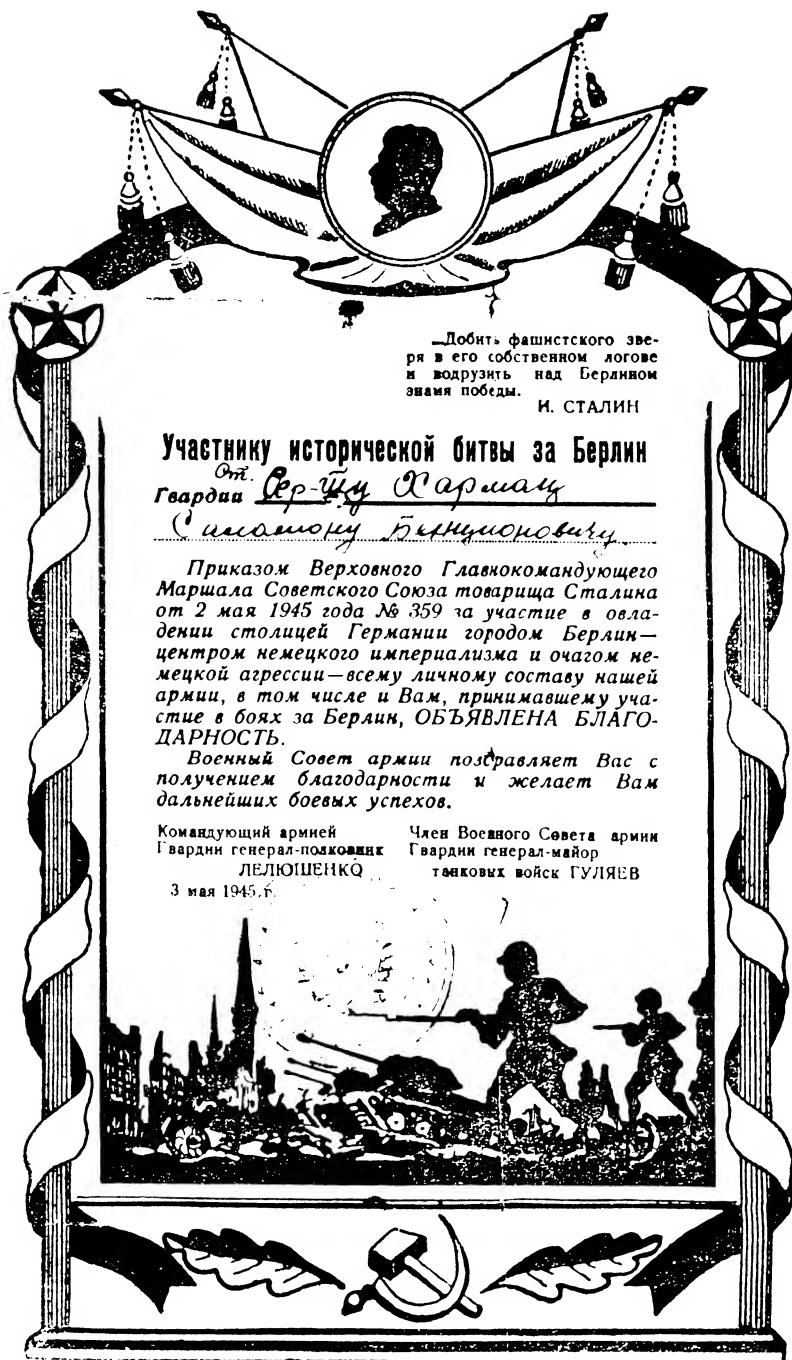 „Добить фашистского зве-
ря в его собственном логове
и водрузить над Берлином
знамя победы.
И. СТАЛИН
Участнику исторической битвы за Берлин
Ст.
Гвардии Сер-ту Хармац
Бенционовичу
Приказом Верховного Главнокомандующего
Маршала Советского Союза товарища Сталина
от 2 мая 1945 года № 359 за участие в овла-
дении столицей Германии городом Берлин—
центром немецкого империализма и очагом не-
мецкой агрессии—всему личному составу нашей
армии, в том числе и Вам, принимавшему уча-
стие в боях за Берлин, ОБЪЯВЛЕНА БЛАГО-
ДАРНОСТЬ.
Военный Совет армии поздравляет Вас с
получением благодарности и желает Вам
дальнейших боевых успехов.
Командующий армией
Гвардии генерал-полковник
ЛЕЛЮШЕНКО
Член Военного Совета армии
Гвардии генерал-майор
танковых войск ГУЛЯЕВ
3 мая 1945.г.